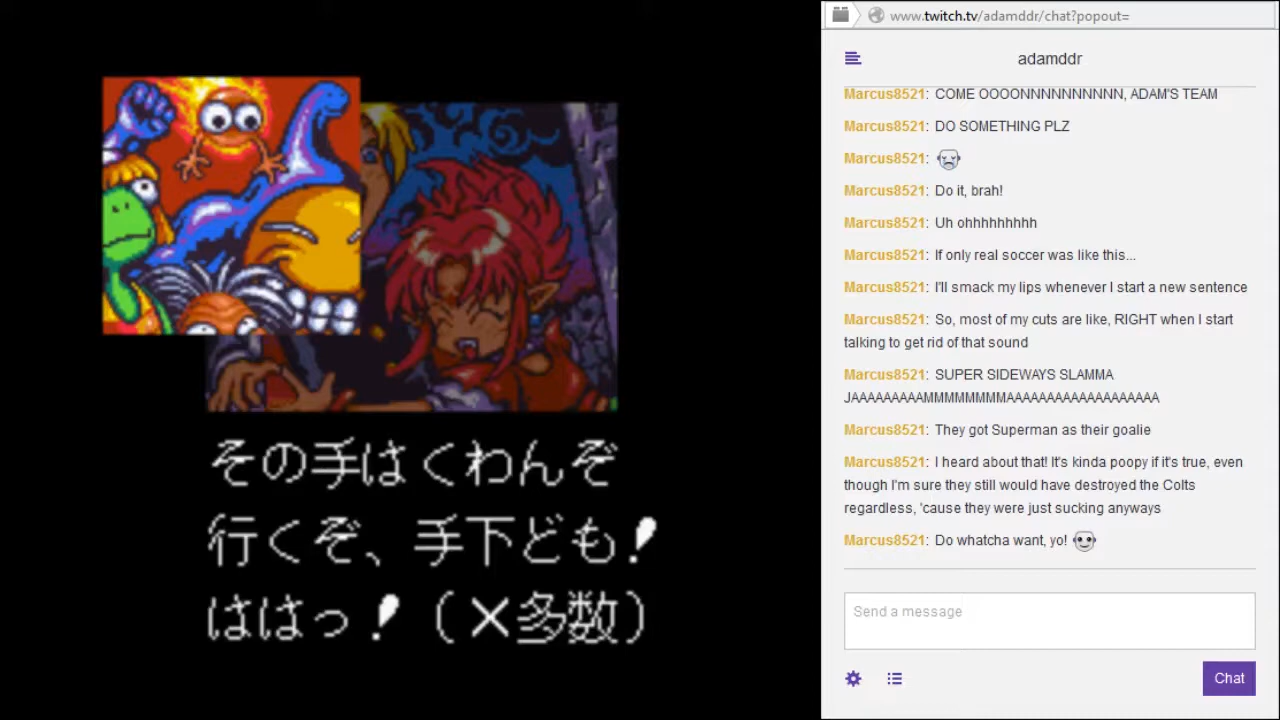 その手はくわんぞ
行くぞ、手下ども!
ははっ!(×多数)
www.twitch.tv/adamddr/chat?popout=
adamddr
Marcus8521: COME OOOONNNNNNNNNN, ADAM'S TEAM
Marcus8521: DO SOMETHING PLZ
Marcus8521:
Marcus8521: Do it, brah!
Marcus8521: Uh ohhhhhhhh
Marcus8521: If only real soccer was like this...
Marcus8521: I'll smack my lips whenever I start a new sentence
Marcus8521: So, most of my cuts are like, RIGHT when I start
talking to get rid of that sound
Marcus8521: SUPER SIDEWAYS SLAMMA
JAAAAAAAAAMMMMMMMMAAAAAAAAAAAAAAAAAAA
Marcus8521: They got Superman as their goalie
Marcus8521: I heard about that! It's kinda poopy if it's true, even
though I'm sure they still would have destroyed the Colts
regardless, 'cause they were just sucking anyways
Marcus8521: Do whatcha want, yo!
Send a message
Chat